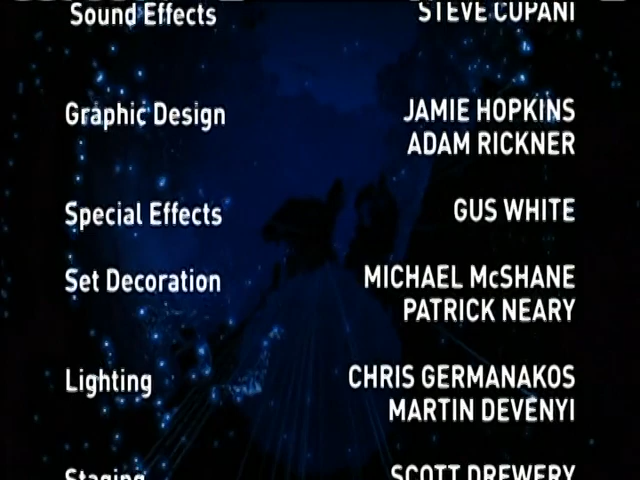 Sound Effects STEVE CUPANI
Graphic Design JAMIE HOPKINS
ADAM RICKNER
Special Effects GUS WHITE
Set Decoration MICHAEL McSHANE
PATRICK NEARY
Lighting CHRIS GERMANAKOS
MARTIN DEVENYI
Staging SCOTT DREWERY